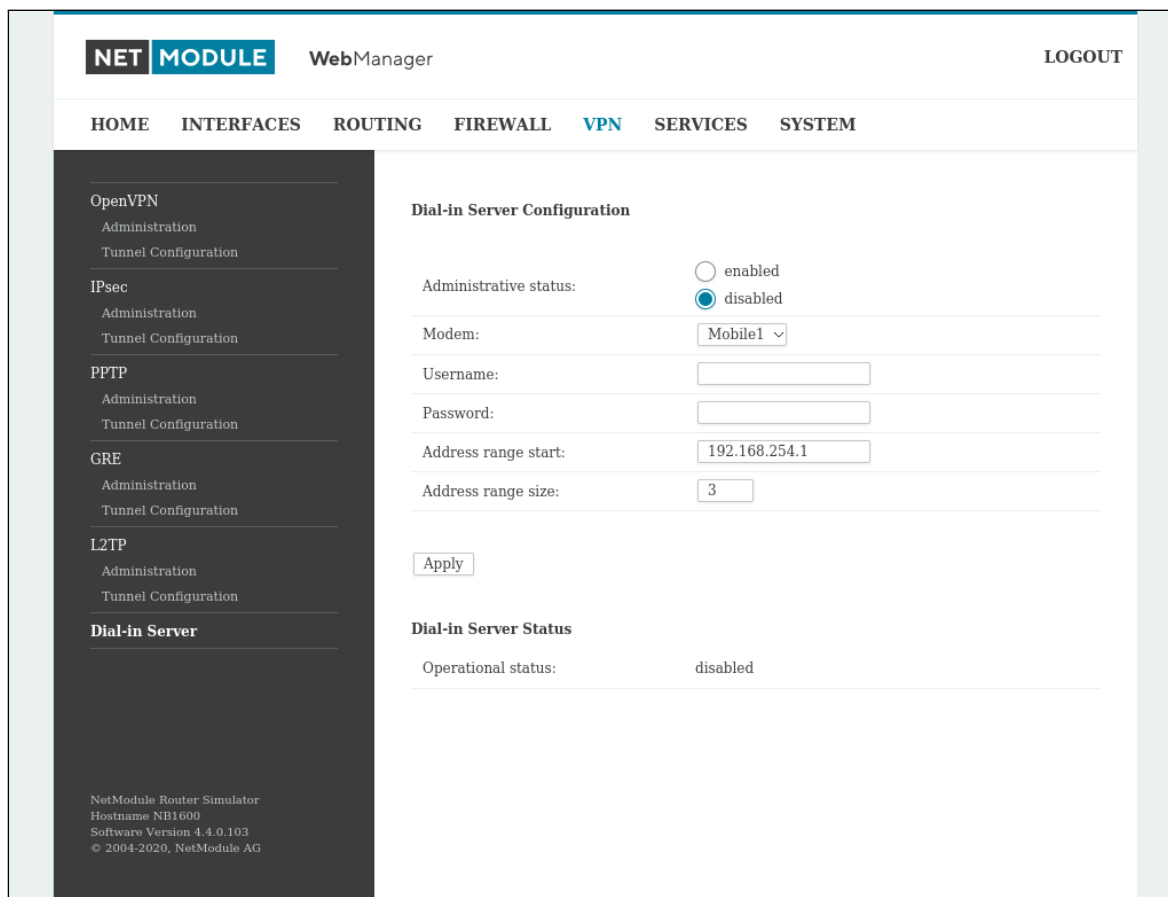 NET MODULE WebManager LOGOUT
HOME INTERFACES ROUTING FIREWALL VPN SERVICES SYSTEM
OpenVPN
Administration
Tunnel Configuration
IPsec
Administration
Tunnel Configuration
PPTP
Administration
Tunnel Configuration
GRE
Administration
Tunnel Configuration
L2TP
Administration
Tunnel Configuration
Dial-in Server
NetModule Router Simulator
Hostname NB1600
Software Version 4.4.0.103
© 2004-2020, NetModule AG
Dial-in Server Configuration
Administrative status: enabled
disabled
Modem: Mobile1
Username:
Password:
Address range start: 192.168.254.1
Address range size: 3
Apply
Dial-in Server Status
Operational status: disabled